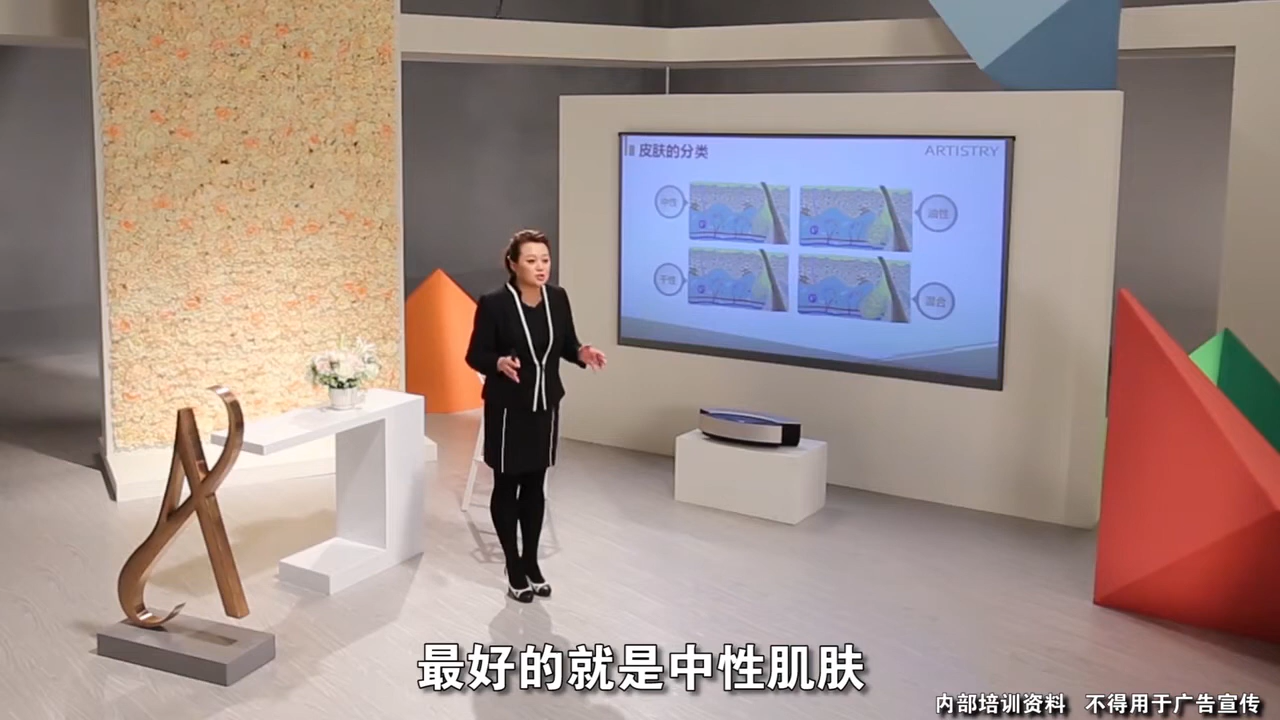 皮肤的分类
ARTISTRY
中性
油性
干性
混合
最好的就是中性肌肤
内部培训资料 不得用于广告宣传